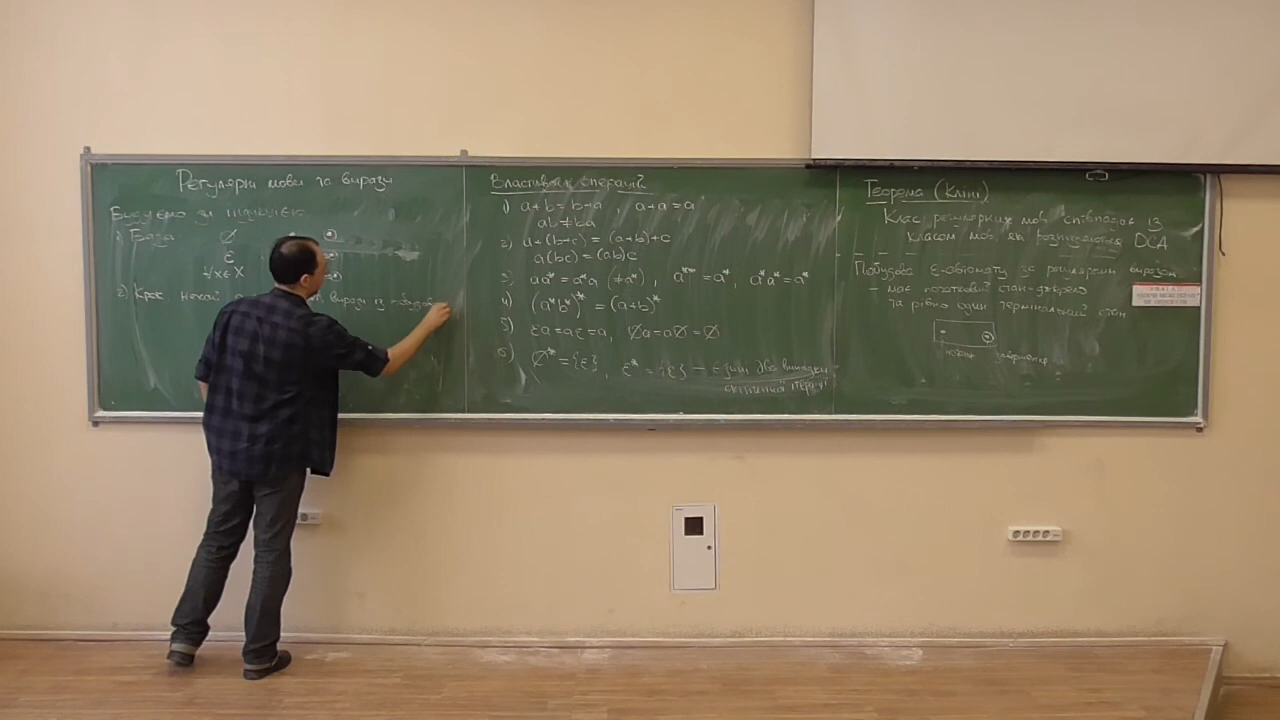 Регулярні мови та вирази
Будуємо за індукцією
1) База ∅
ε
∀x∈X
2) Крок. Нехай вирази із побудов
Властивості операцій
1) a+b=b+a, a+a=a
ab≠ba
2) a+(b+c)=(a+b)+c
a(bc)=(ab)c
3) aa*=a*a (≠a*), a**=a*, a*a*=a*
4) (a*b*)*=(a+b)*
5) εa=aε=a, ∅a=a∅=∅
6) ∅*={ε}, ε*={ε} – єдині два випадки
скінченної ітерації
Теорема (Кліні)
Клас регулярних мов співпадає із
класом мов, які розпізнаються DCA
Побудова ε-автомату за регулярним виразом
– має початковий стан-джерело
та рівно один термінальний стан